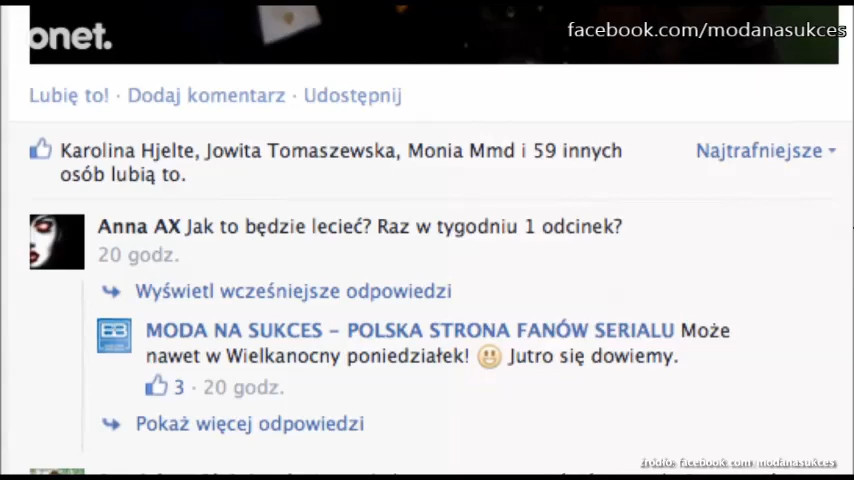 onet.
facebook.com/modanasukces
Lubię to! · Dodaj komentarz · Udostępnij
Karolina Hjelte, Jowita Tomaszewska, Monia Mmd i 59 innych
osób lubią to.
Najtrafniejsze
Anna AX Jak to będzie lecieć? Raz w tygodniu 1 odcinek?
20 godz.
Wyświetl wcześniejsze odpowiedzi
MODA NA SUKCES – POLSKA STRONA FANÓW SERIALU Może
nawet w Wielkanocny poniedziałek! 😃 Jutro się dowiemy.
3 · 20 godz.
Pokaż więcej odpowiedzi
źródło: facebook.com/modanasukces